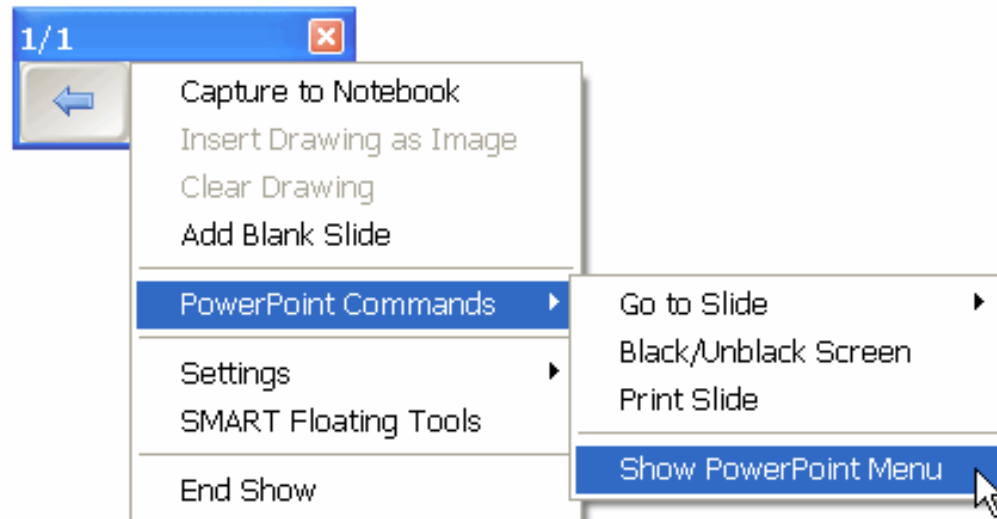 1/1
Capture to Notebook
Insert Drawing as Image
Clear Drawing
Add Blank Slide
PowerPoint Commands
Settings
SMART Floating Tools
End Show
Go to Slide
Black/Unblack Screen
Print Slide
Show PowerPoint Menu